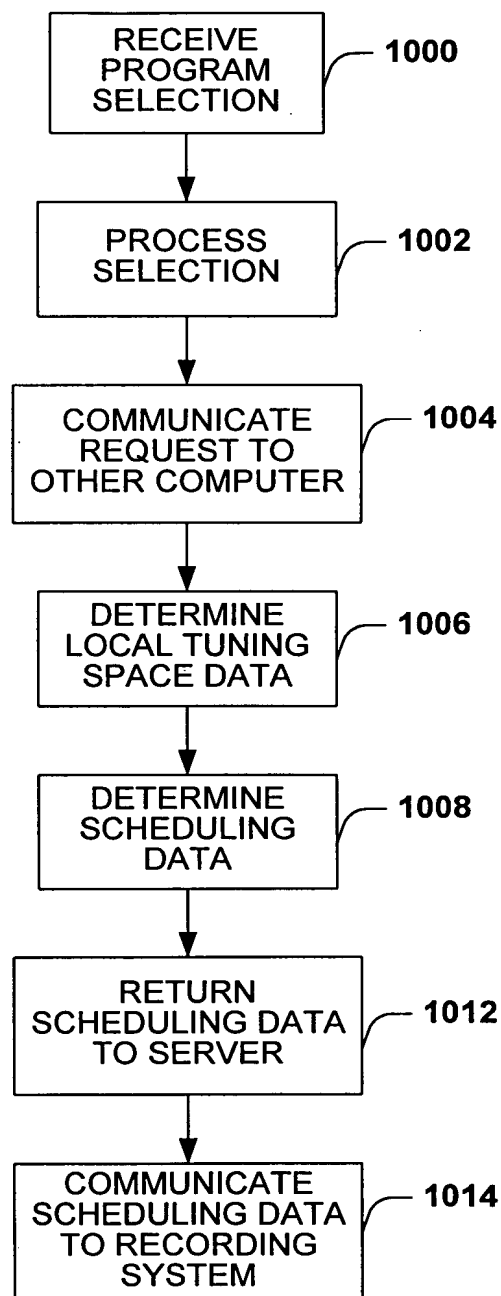 RECEIVE
PROGRAM
SELECTION
1000
PROCESS
SELECTION
1002
COMMUNICATE
REQUEST TO
OTHER COMPUTER
1004
DETERMINE
LOCAL TUNING
SPACE DATA
1006
DETERMINE
SCHEDULING
DATA
1008
RETURN
SCHEDULING DATA
TO SERVER
1012
COMMUNICATE
SCHEDULING DATA
TO RECORDING
SYSTEM
1014